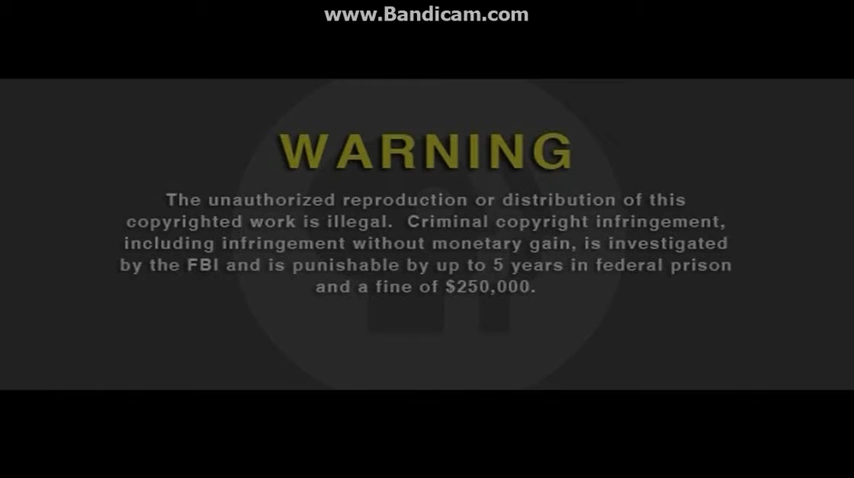 www.Bandicam.com
WARNING
The unauthorized reproduction or distribution of this
copyrighted work is illegal. Criminal copyright infringement,
including infringement without monetary gain, is investigated
by the FBI and is punishable by up to 5 years in federal prison
and a fine of $250,000.